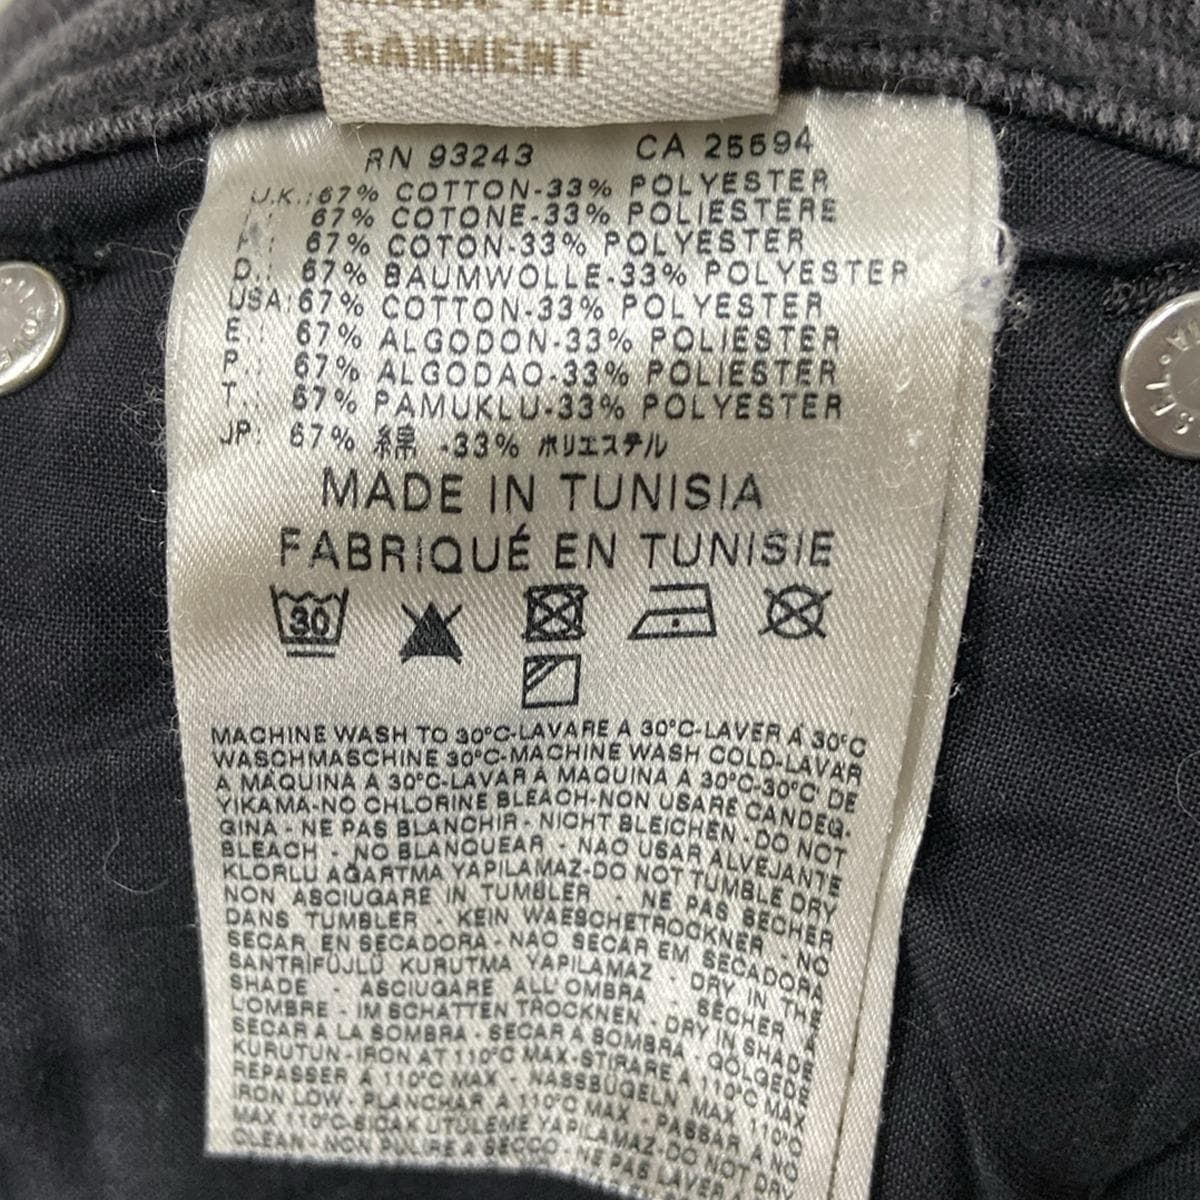 GARMENT
RN 93243 CA 25594
U.K.: 67% COTTON-33% POLYESTER
67% COTONE-33% POLIESTERE
67% COTON-33% POLYESTER
D.: 67% BAUMWOLLE-33% POLYESTER
USA: 67% COTTON-33% POLYESTER
E.: 67% ALGODON-33% POLIESTER
P.: 67% ALGODAO-33% POLIESTER
T.: 67% PAMUKLU-33% POLYESTER
JP: 67% 綿 -33% ポリエステル
MADE IN TUNISIA
FABRIQUÉ EN TUNISIE
30
MACHINE WASH TO 30°C-LAVARE A 30°C-LAVER Á 30°C
WASCHMASCHINE 30°C-MACHINE WASH COLD-LAVAR
A MAQUINA A 30°C-LAVAR A MAQUINA A 30°C-30°C' DE
YIKAMA-NO CHLORINE BLEACH-NON USARE CANDEG-
GINA - NE PAS BLANCHIR - NICHT BLEICHEN - DO NOT
BLEACH - NO BLANQUEAR - NAO USAR ALVEJANTE
KLORLU AGARTMA YAPILAMAZ-DO NOT TUMBLE DRY
NON ASCIUGARE IN TUMBLER - NE PAS SECHER
DANS TUMBLER - KEIN WAESCHETROCKNER - NO
SECAR EN SECADORA - NAO SECAR EM SECADORA
SANTRIFÜJLÜ KURUTMA YAPILAMAZ - DRY IN THE
SHADE - ASCIUGARE ALL'OMBRA - SECHER A
L'OMBRE - IM SCHATTEN TROCKNEN - DRY IN SHADE
SECAR A LA SOMBRA - SECAR A SOMBRA - GÖLGEDE
KURUTUN-IRON AT 110°C MAX-STIRARE A 110°C MAX
REPASSER Á 110°C MAX - NASSBÜGELN MAX 110°C
IRON LOW - PLANCHAR A 110°C MAX - PASSAR A
MAX 110°C-SICAK UTULEME YAPILAMAZ-DO NOT DRY
CLEAN - NON PULIRE A SECCO - NE PAS LAVER A